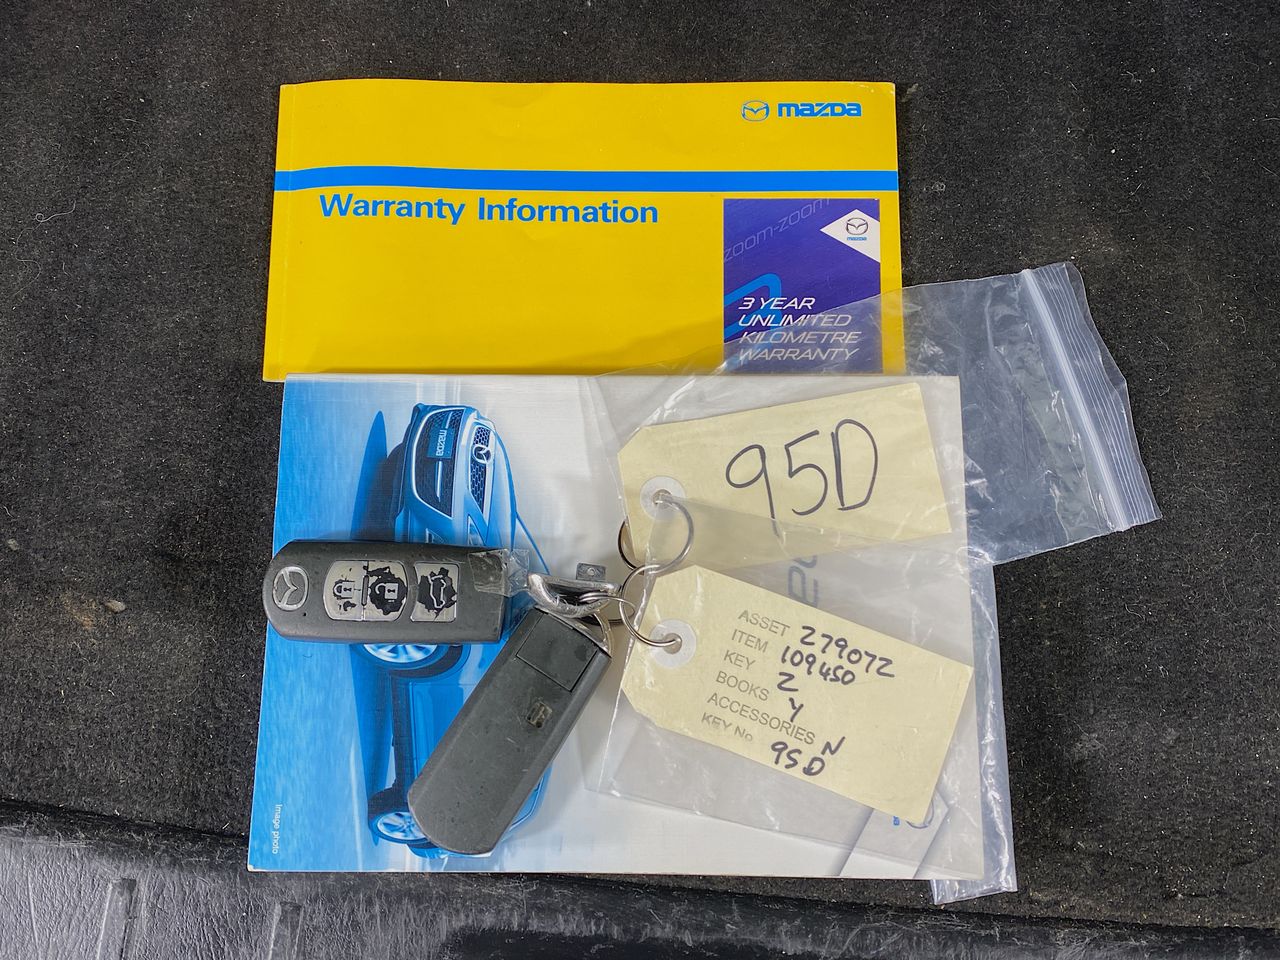 mazda
Warranty Information
zoom-zoom
mazda
3 YEAR
UNLIMITED
KILOMETRE
WARRANTY
mazda
95D
ASSET 279072
ITEM 109450
KEY 2
BOOKS Y
ACCESSORIES N
KEY No 95D
Image photo